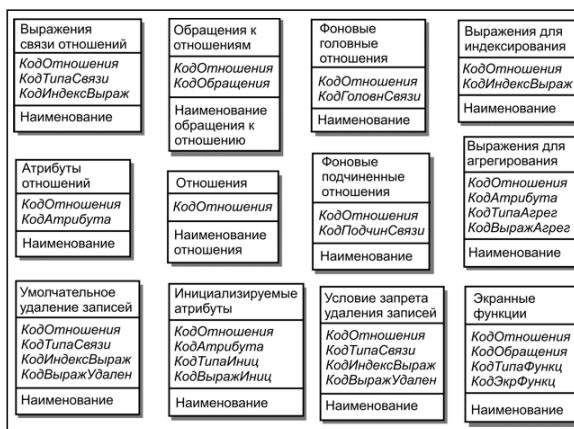 Выражения
связи отношений
КодОтношения
КодТипаСвязи
КодИндексВыраж
Наименование
Обращения к
отношениям
КодОтношения
КодОбращения
Наименование
обращения к
отношению
Фоновые
головные
отношения
КодОтношения
КодГоловнСвязи
Наименование
Выражения для
индексирования
КодОтношения
КодИндексВыраж
Наименование
Атрибуты
отношений
КодОтношения
КодАтрибута
Наименование
Отношения
КодОтношения
Наименование
отношения
Фоновые
подчиненные
отношения
КодОтношения
КодПодчинСвязи
Наименование
Выражения для
агрегирования
КодОтношения
КодАтрибута
КодТипаАгрег
КодВыражАгрег
Наименование
Умолчательное
удаление записей
КодОтношения
КодТипаСвязи
КодИндексВыраж
КодВыражУдален
Наименование
Инициализируемые
атрибуты
КодОтношения
КодАтрибута
КодТипаИниц
КодВыражИниц
Наименование
Условие запрета
удаления записей
КодОтношения
КодТипаСвязи
КодИндексВыраж
КодВыражУдален
Наименование
Экранные
функции
КодОтношения
КодОбращения
КодТипаФункц
КодЭкрФункц
Наименование